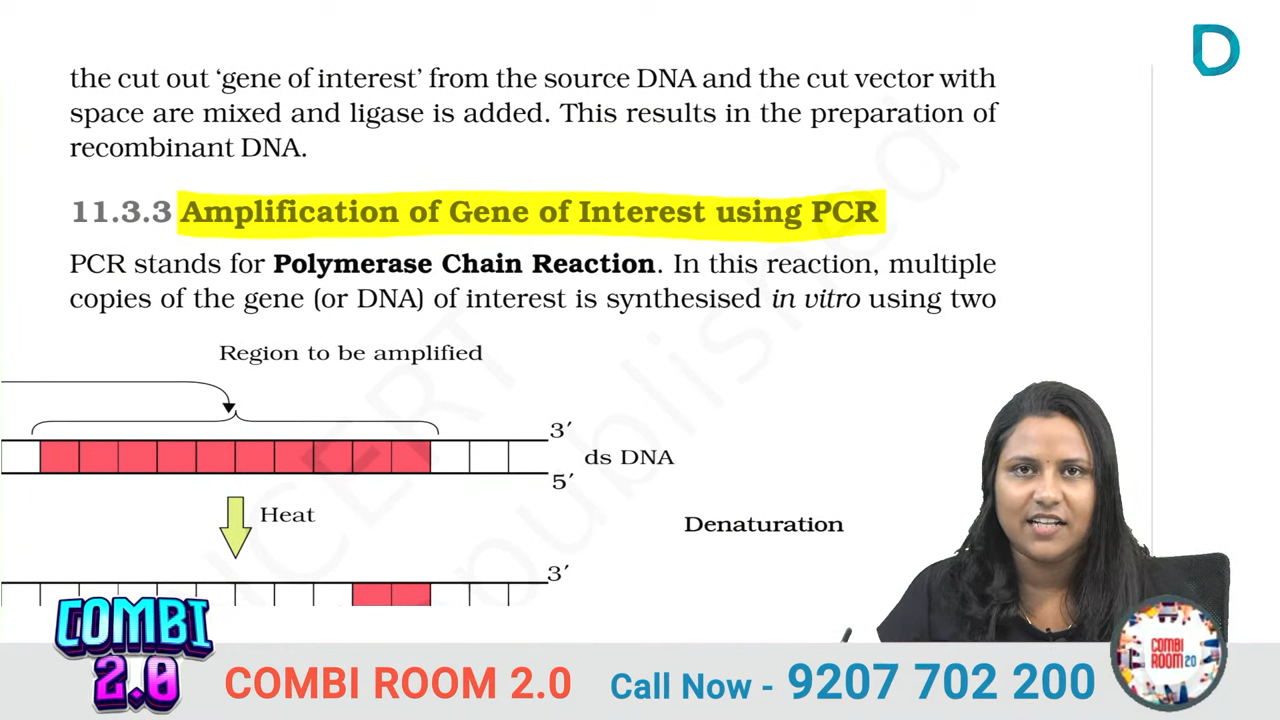 the cut out ‘gene of interest’ from the source DNA and the cut vector with
space are mixed and ligase is added. This results in the preparation of
recombinant DNA.
11.3.3 Amplification of Gene of Interest using PCR
PCR stands for Polymerase Chain Reaction. In this reaction, multiple
copies of the gene (or DNA) of interest is synthesised in vitro using two
Region to be amplified
3′
ds DNA
5′
Heat
Denaturation
3′
COMBI
2.0
COMBI ROOM 2.0
Call Now - 9207 702 200
COMBI
ROOM 2.0
D
NCERT